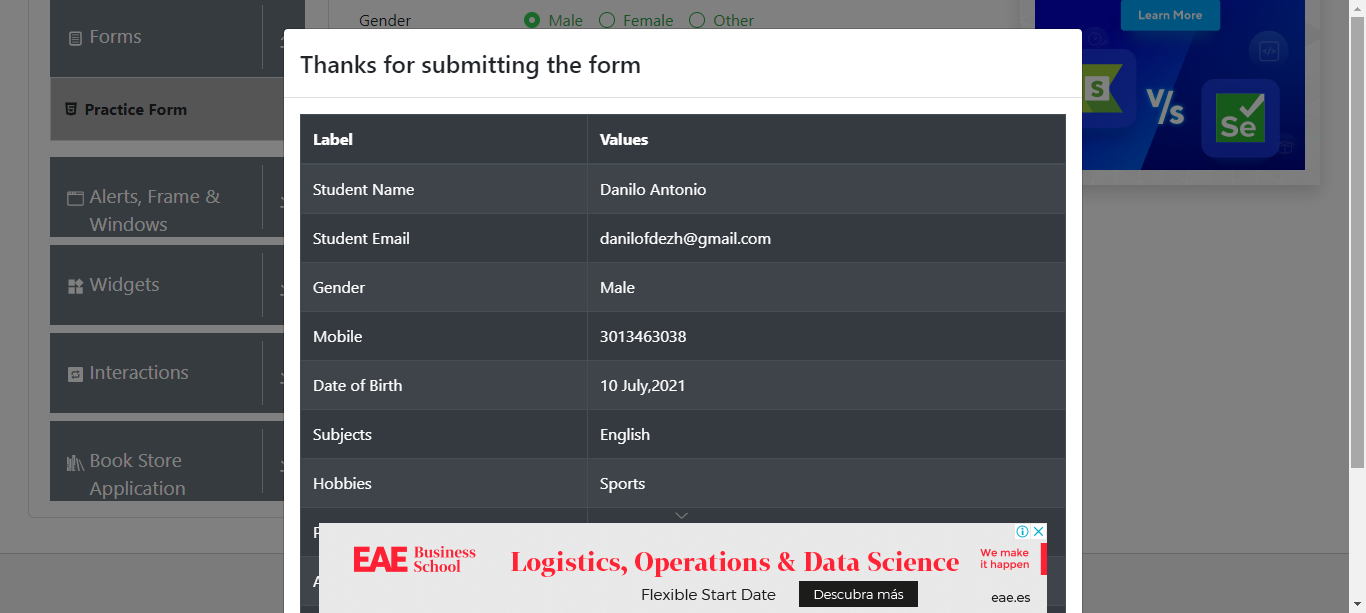 Gender Male Female Other
Learn More
Forms
Thanks for submitting the form
Practice Form
S V/s Se
Label Values
Student Name Danilo Antonio
Alerts, Frame &
Windows
Student Email danilofdezh@gmail.com
Widgets
Gender Male
Mobile 3013463038
Interactions
Date of Birth 10 July,2021
Subjects English
Book Store
Application
Hobbies Sports
P
A
EAE Business
School
Logistics, Operations & Data Science
We make
it happen
Flexible Start Date
Descubra más
eae.es